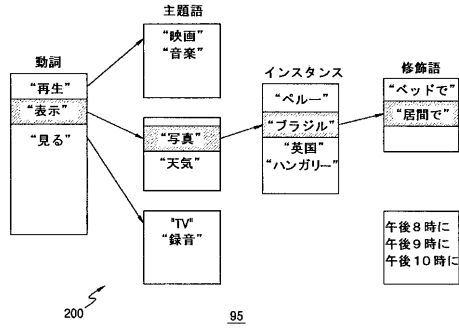 動詞
"再生"
"表示"
"見る"
主題語
"映画"
"音楽"
"写真"
"天気"
"TV"
"録音"
インスタンス
"ペルー"
"ブラジル"
"英国"
"ハンガリー"
修飾語
"ベッドで"
"居間で"
午後8時に
午後9時に
午後10時に
200
95